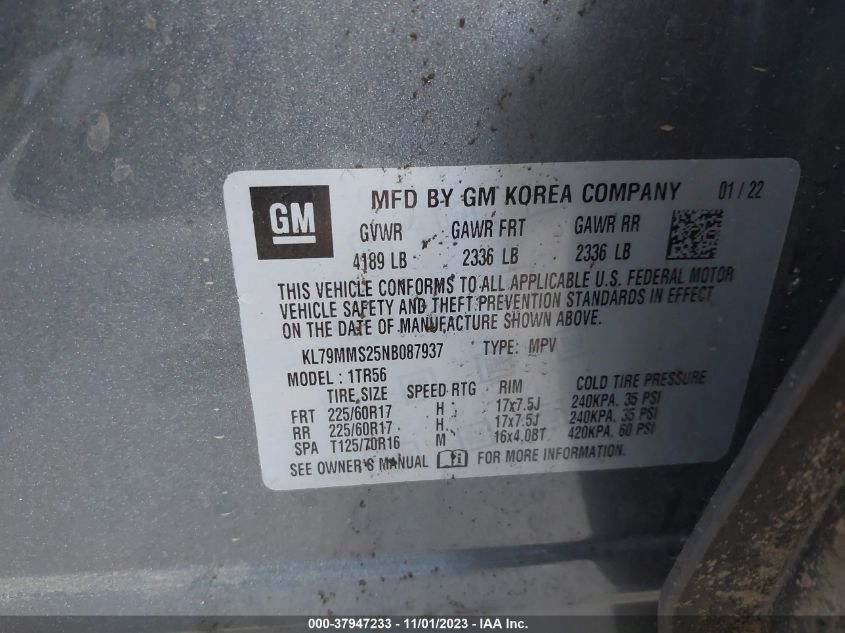 GM
MFD BY GM KOREA COMPANY 01/22
GVWR GAWR FRT GAWR RR
4189 LB 2336 LB 2336 LB
THIS VEHICLE CONFORMS TO ALL APPLICABLE U.S. FEDERAL MOTOR
VEHICLE SAFETY AND THEFT PREVENTION STANDARDS IN EFFECT
ON THE DATE OF MANUFACTURE SHOWN ABOVE.
KL79MMS25NB087937 TYPE: MPV
MODEL: 1TR56
TIRE SIZE SPEED RTG RIM COLD TIRE PRESSURE
FRT 225/60R17 H 17x7.5J 240KPA, 35 PSI
RR 225/60R17 H 17x7.5J 240KPA, 35 PSI
SPA T125/70R16 M 16x4.0BT 420KPA, 60 PSI
SEE OWNER'S MANUAL FOR MORE INFORMATION
000-37947233 - 11/01/2023 - IAA Inc.